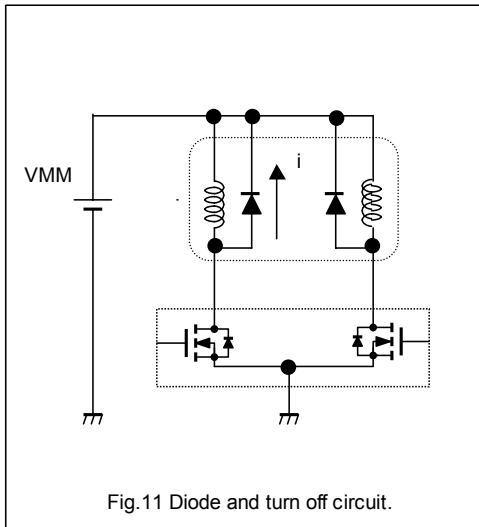 i
VMM
Fig.11 Diode and turn off circuit.